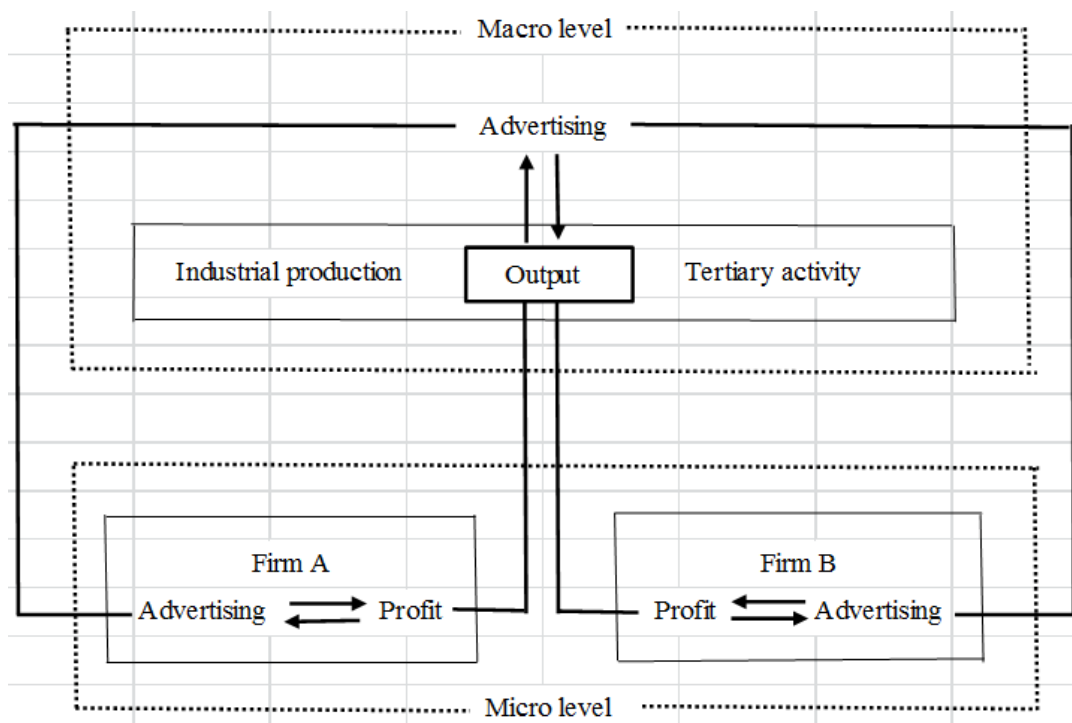 Macro level
Advertising
Industrial production
Output
Tertiary activity
Firm A
Firm B
Advertising
Profit
Profit
Advertising
Micro level